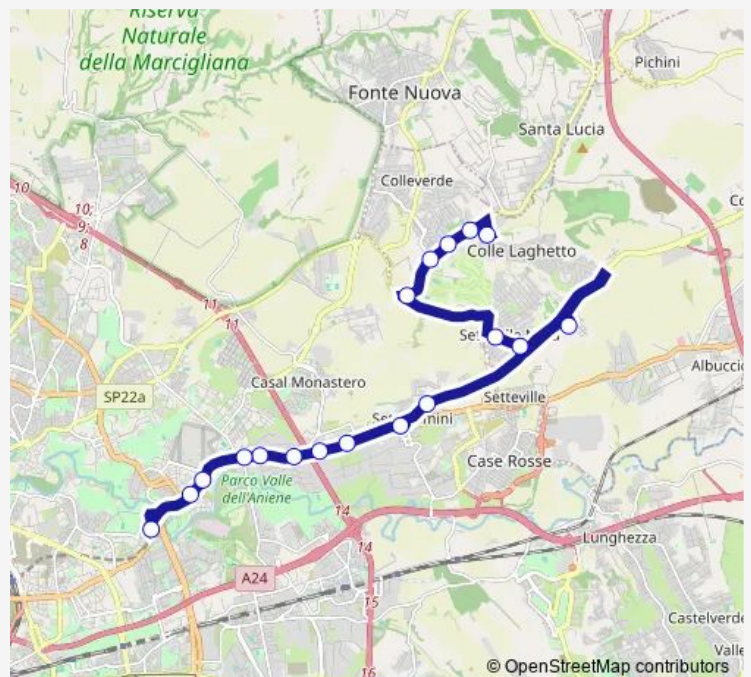 Riserva
Naturale
della Marcigliana
Fonte Nuova
Pichini
Santa Lucia
Colleverde
10
10;
9;
8
Colle Laghetto
11
11
Casal Monastero
SP22a
Setteville
Case Rosse
Parco Valle
dell'Aniene
14
14
Lunghezza
A24
15
Castelverde
16
© OpenStreetMap contributors